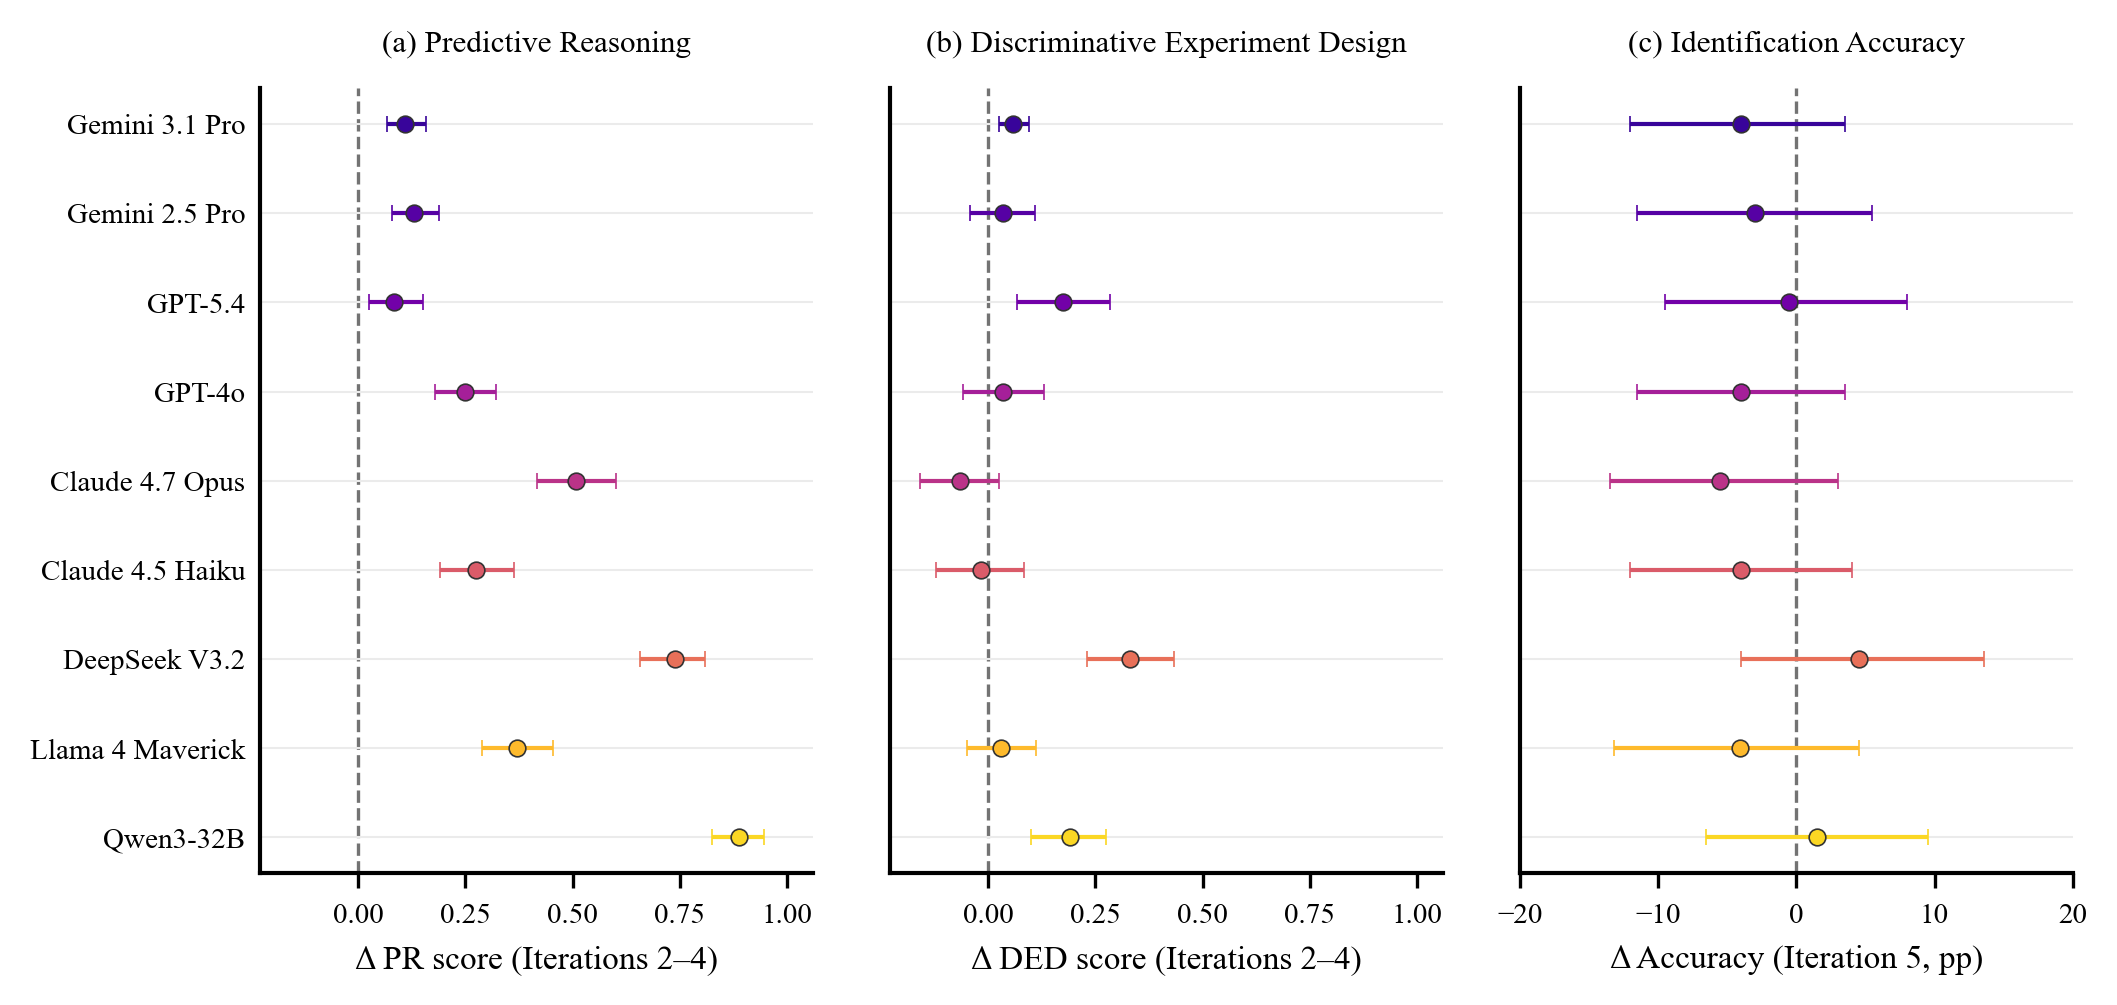 (a) Predictive Reasoning
(b) Discriminative Experiment Design
(c) Identification Accuracy
Gemini 3.1 Pro
Gemini 2.5 Pro
GPT-5.4
GPT-4o
Claude 4.7 Opus
Claude 4.5 Haiku
DeepSeek V3.2
Llama 4 Maverick
Qwen3-32B
0.00 0.25 0.50 0.75 1.00
0.00 0.25 0.50 0.75 1.00
−20 −10 0 10 20
Δ PR score (Iterations 2–4)
Δ DED score (Iterations 2–4)
Δ Accuracy (Iteration 5, pp)